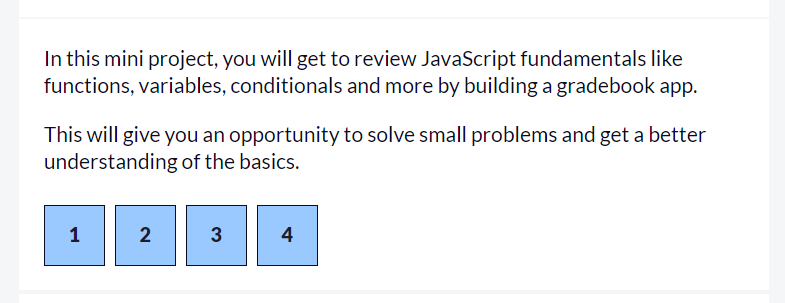 In this mini project, you will get to review JavaScript fundamentals like
functions, variables, conditionals and more by building a gradebook app.
This will give you an opportunity to solve small problems and get a better
understanding of the basics.
1 2 3 4